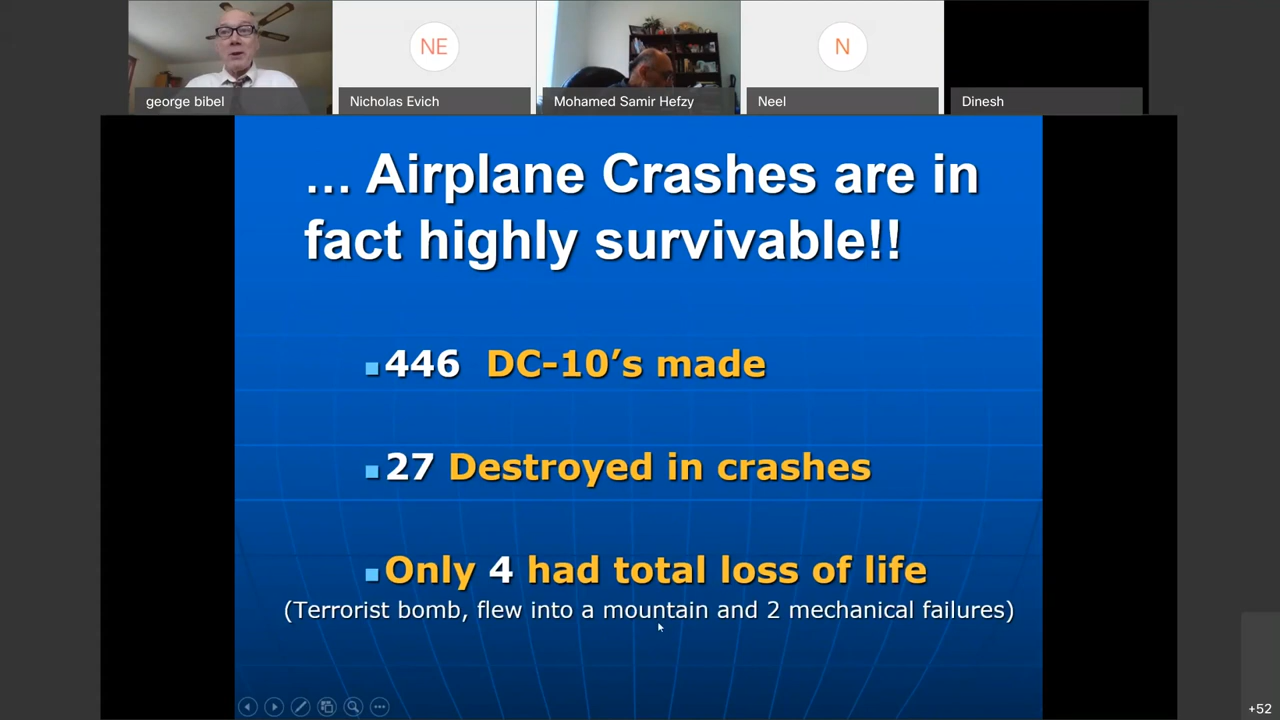 NE
N
george bibel
Nicholas Evich
Mohamed Samir Hefzy
Neel
Dinesh
... Airplane Crashes are in
fact highly survivable!!
446 DC-10’s made
27 Destroyed in crashes
Only 4 had total loss of life
(Terrorist bomb, flew into a mountain and 2 mechanical failures)
+52